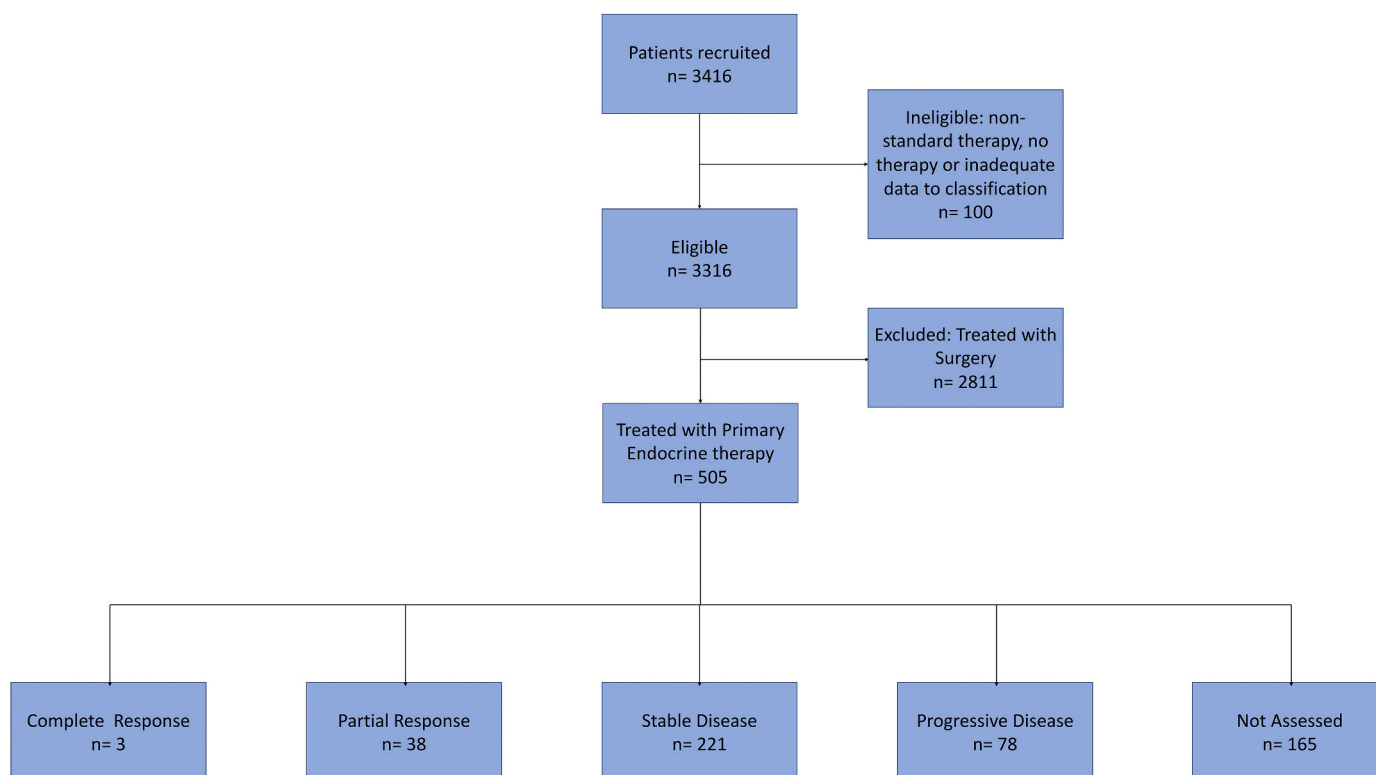 Patients recruited
n= 3416
Ineligible: non-
standard therapy, no
therapy or inadequate
data to classification
n= 100
Eligible
n= 3316
Excluded: Treated with
Surgery
n= 2811
Treated with Primary
Endocrine therapy
n= 505
Complete  Response
n= 3
Partial Response
n= 38
Stable Disease
n= 221
Progressive Disease
n= 78
Not Assessed
n= 165